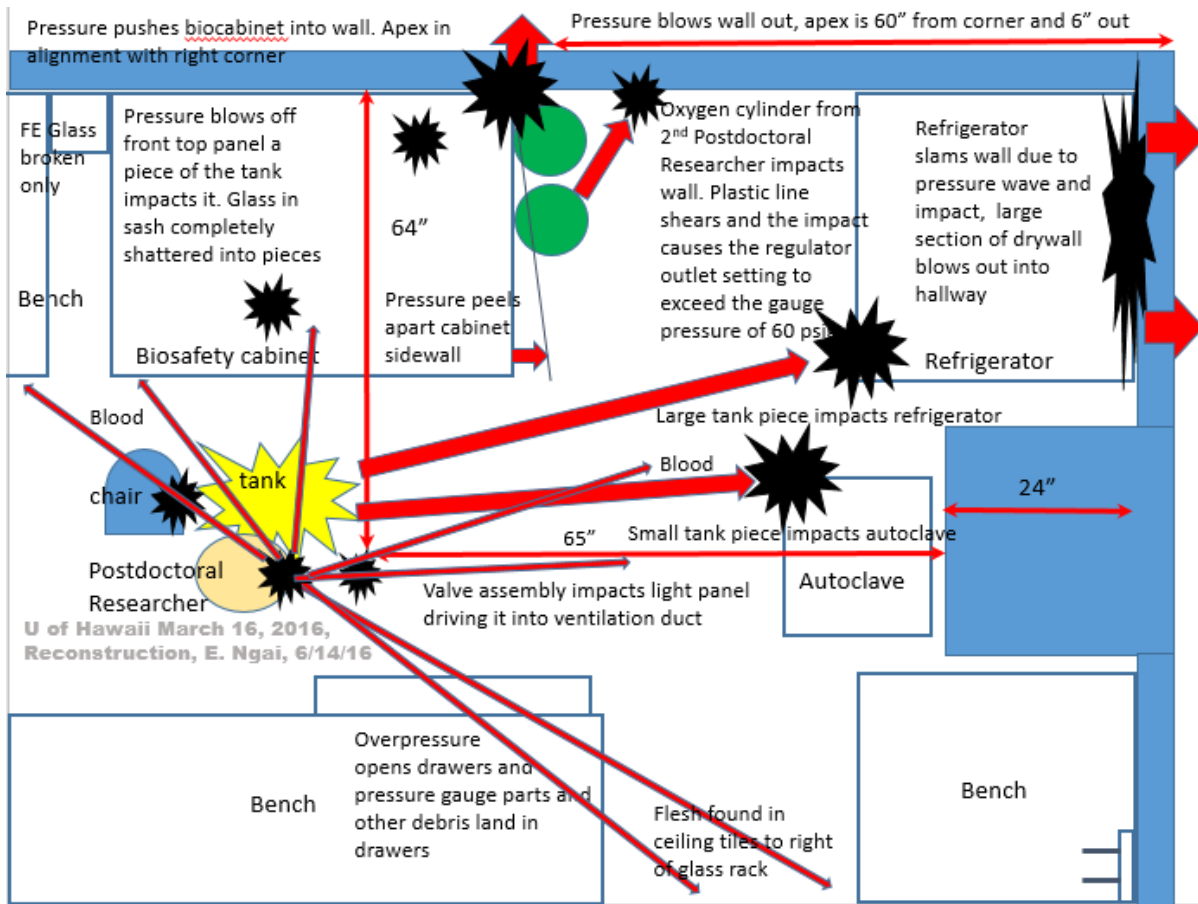 Pressure pushes biocabinet into wall. Apex in
alignment with right corner
Pressure blows wall out, apex is 60” from corner and 6” out
FE Glass
broken
only
Bench
Pressure blows off
front top panel a
piece of the tank
impacts it. Glass in
sash completely
shattered into pieces
Biosafety cabinet
64”
Pressure peels
apart cabinet
sidewall
Oxygen cylinder from
2nd Postdoctoral
Researcher impacts
wall. Plastic line
shears and the impact
causes the regulator
outlet setting to
exceed the gauge
pressure of 60 psi
Refrigerator
slams wall due to
pressure wave and
impact, large
section of drywall
blows out into
hallway
Refrigerator
Blood
Large tank piece impacts refrigerator
tank
chair
Blood
24”
Small tank piece impacts autoclave
65”
Postdoctoral
Researcher
Valve assembly impacts light panel
driving it into ventilation duct
Autoclave
U of Hawaii March 16, 2016,
Reconstruction, E. Ngai, 6/14/16
Bench
Overpressure
opens drawers and
pressure gauge parts and
other debris land in
drawers
Flesh found in
ceiling tiles to right
of glass rack
Bench